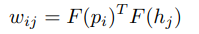 w_{ij} = F(p_i)^T F(h_j)